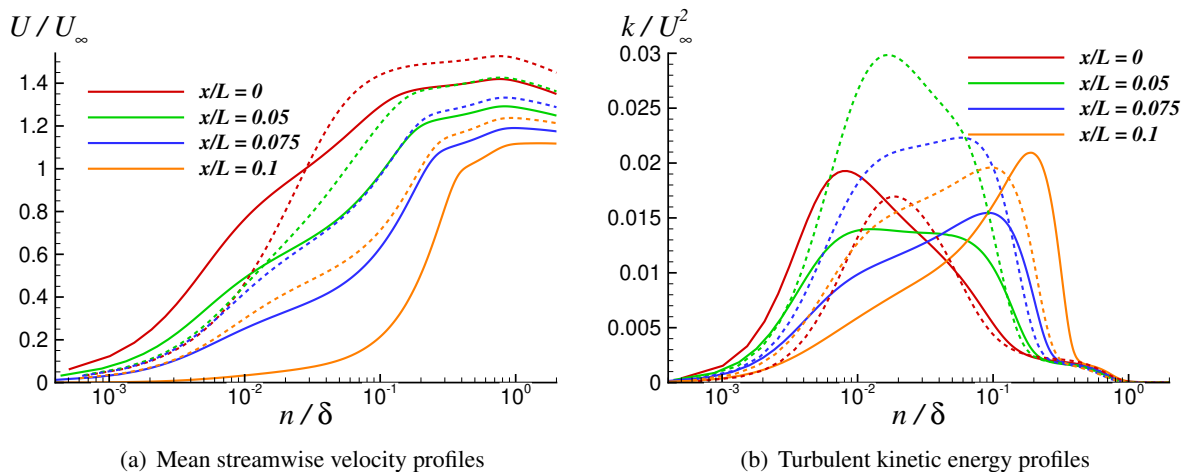 U / U∞
1.4
1.2
1
0.8
0.6
0.4
0.2
0
x/L = 0
x/L = 0.05
x/L = 0.075
x/L = 0.1
10⁻³ 10⁻² 10⁻¹ 10⁰
n / δ
(a) Mean streamwise velocity profiles
k / U²∞
0.03
0.025
0.02
0.015
0.01
0.005
0
x/L = 0
x/L = 0.05
x/L = 0.075
x/L = 0.1
10⁻³ 10⁻² 10⁻¹ 10⁰
n / δ
(b) Turbulent kinetic energy profiles